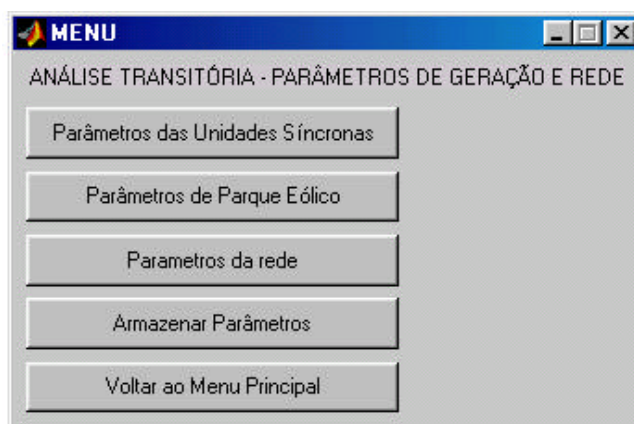 MENU
ANÁLISE TRANSITÓRIA - PARÂMETROS DE GERAÇÃO E REDE
Parâmetros das Unidades Síncronas
Parâmetros de Parque Eólico
Parametros da rede
Armazenar Parâmetros
Voltar ao Menu Principal